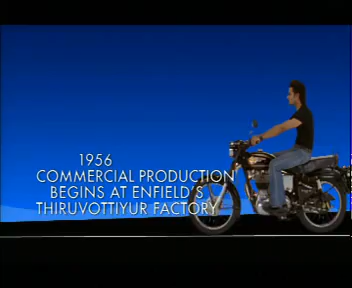 1956
COMMERCIAL PRODUCTION
BEGINS AT ENFIELD'S
THIRUVOTTIYUR FACTORY